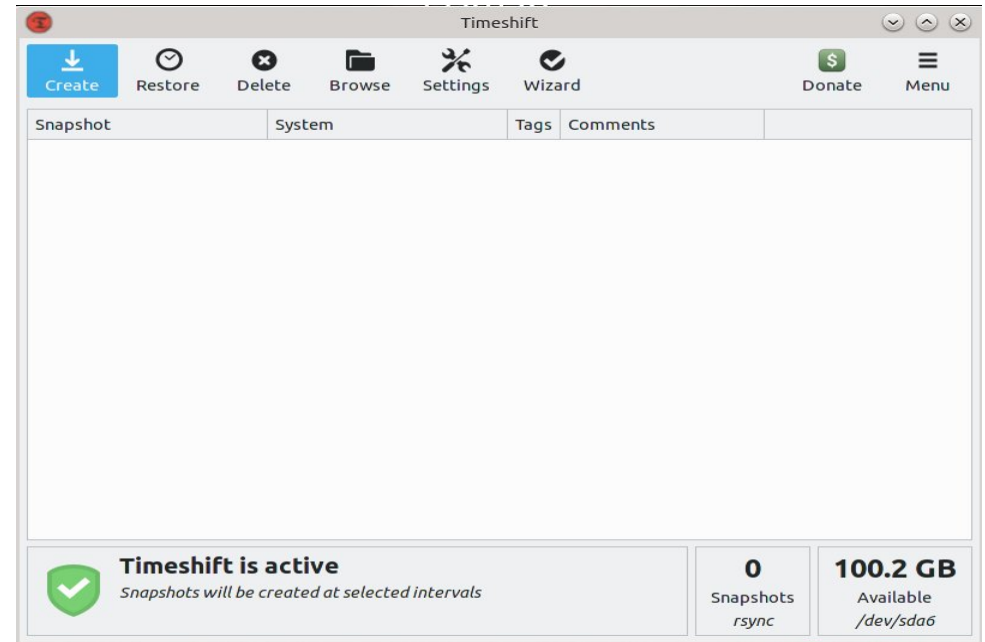 Timeshift
Create Restore Delete Browse Settings Wizard Donate Menu
Snapshot System Tags Comments
Timeshift is active
Snapshots will be created at selected intervals
0
Snapshots
rsync
100.2 GB
Available
/dev/sda6